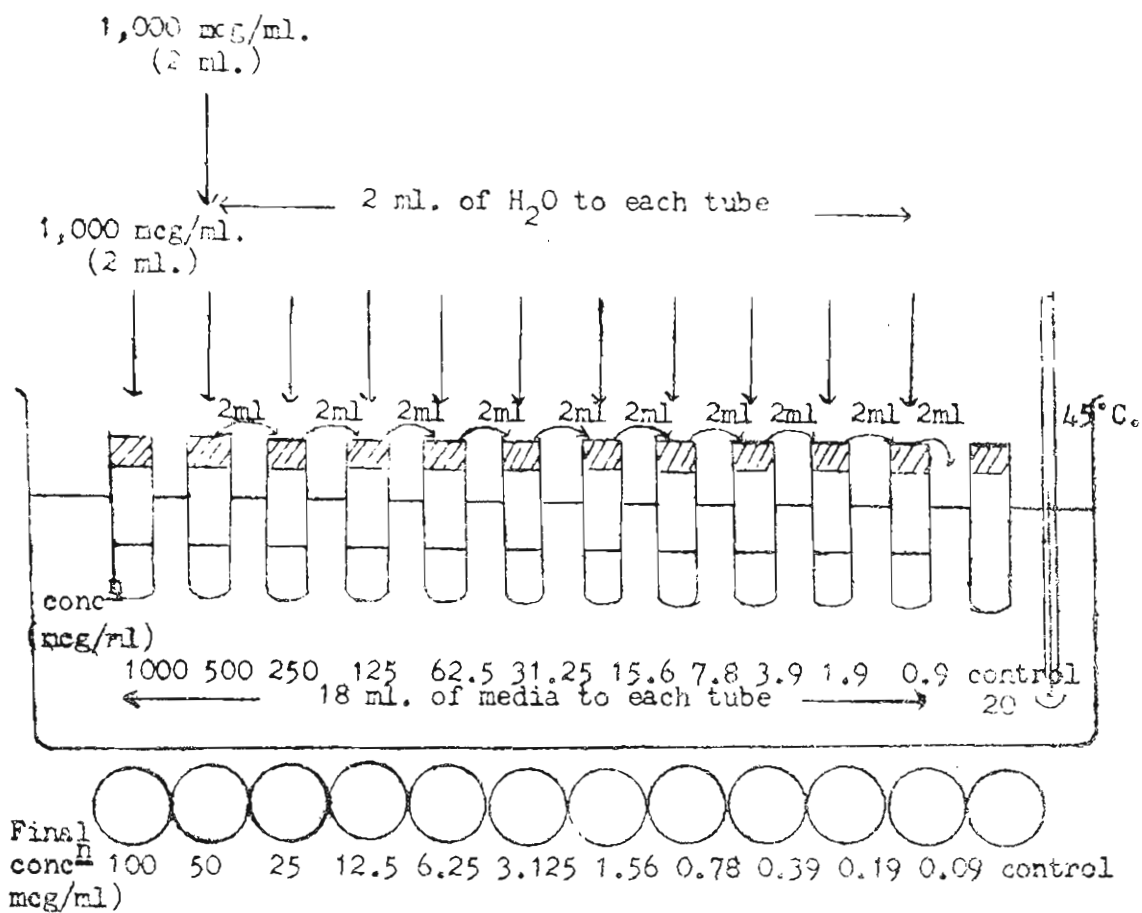 1,000 mcg/ml.
(2 ml.)
2 ml. of H2O to each tube
1,000 mcg/ml.
(2 ml.)
2ml 2ml 2ml 2ml 2ml 2ml 2ml 2ml 2ml 2ml
45°C.
concn
(mcg/ml)
1000 500 250 125 62.5 31.25 15.6 7.8 3.9 1.9 0.9 control
18 ml. of media to each tube
20
Final
concn 100 50 25 12.5 6.25 3.125 1.56 0.78 0.39 0.19 0.09 control
mcg/ml)